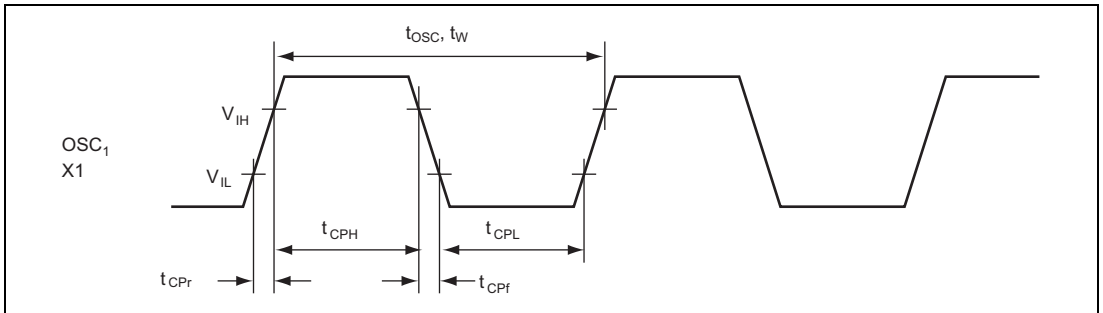 tOSC, tW
VIH
OSC1
X1
VIL
tCPH
tCPL
tCPr
tCPf